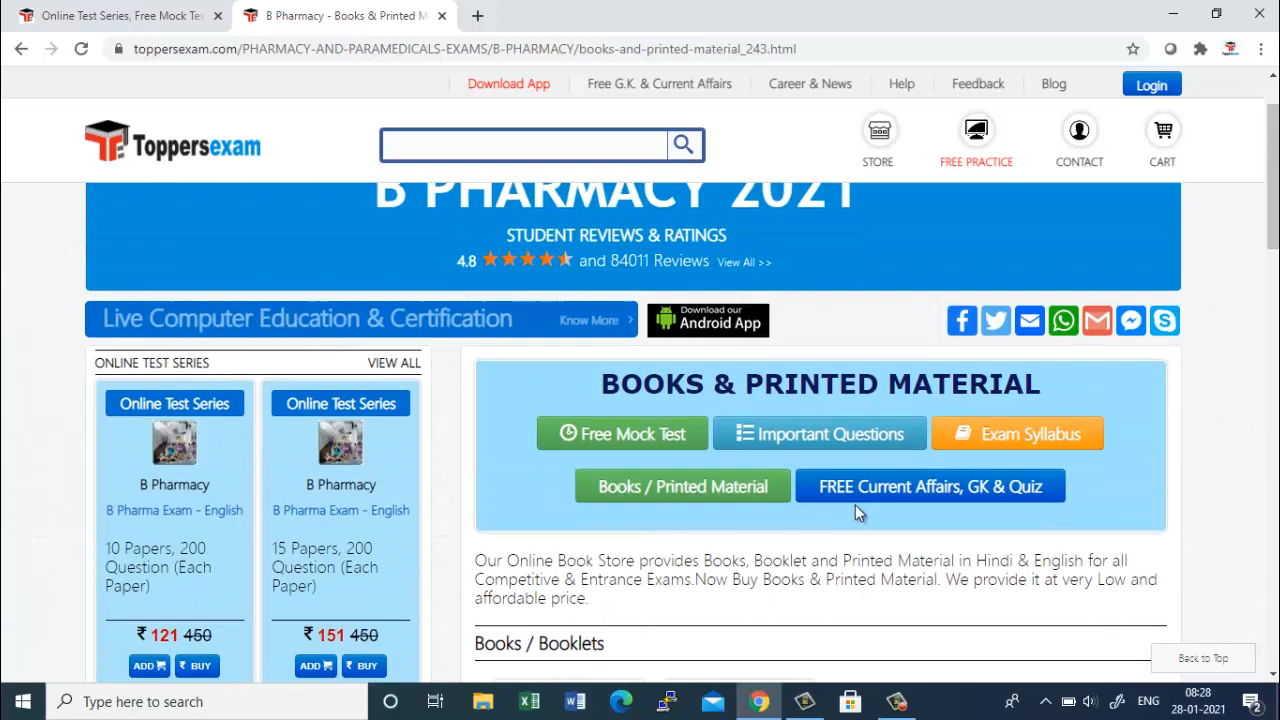 Online Test Series, Free Mock Tes
B Pharmacy - Books & Printed M
toppersexam.com/PHARMACY-AND-PARAMEDICALS-EXAMS/B-PHARMACY/books-and-printed-material_243.html
Download App
Free G.K. & Current Affairs
Career & News
Help
Feedback
Blog
Login
Toppersexam
STORE
FREE PRACTICE
CONTACT
CART
B PHARMACY 2021
STUDENT REVIEWS & RATINGS
4.8 and 84011 Reviews View All >>
Live Computer Education & Certification
Know More >
Download our
Android App
ONLINE TEST SERIES
VIEW ALL
Online Test Series
B Pharmacy
B Pharma Exam - English
10 Papers, 200
Question (Each
Paper)
₹ 121 450
ADD
₹ BUY
Online Test Series
B Pharmacy
B Pharma Exam - English
15 Papers, 200
Question (Each
Paper)
₹ 151 450
ADD
₹ BUY
BOOKS & PRINTED MATERIAL
Free Mock Test
Important Questions
Exam Syllabus
Books / Printed Material
FREE Current Affairs, GK & Quiz
Our Online Book Store provides Books, Booklet and Printed Material in Hindi & English for all
Competitive & Entrance Exams.Now Buy Books & Printed Material. We provide it at very Low and
affordable price.
Books / Booklets
Back to Top
Type here to search
ENG
08:28
28-01-2021
2